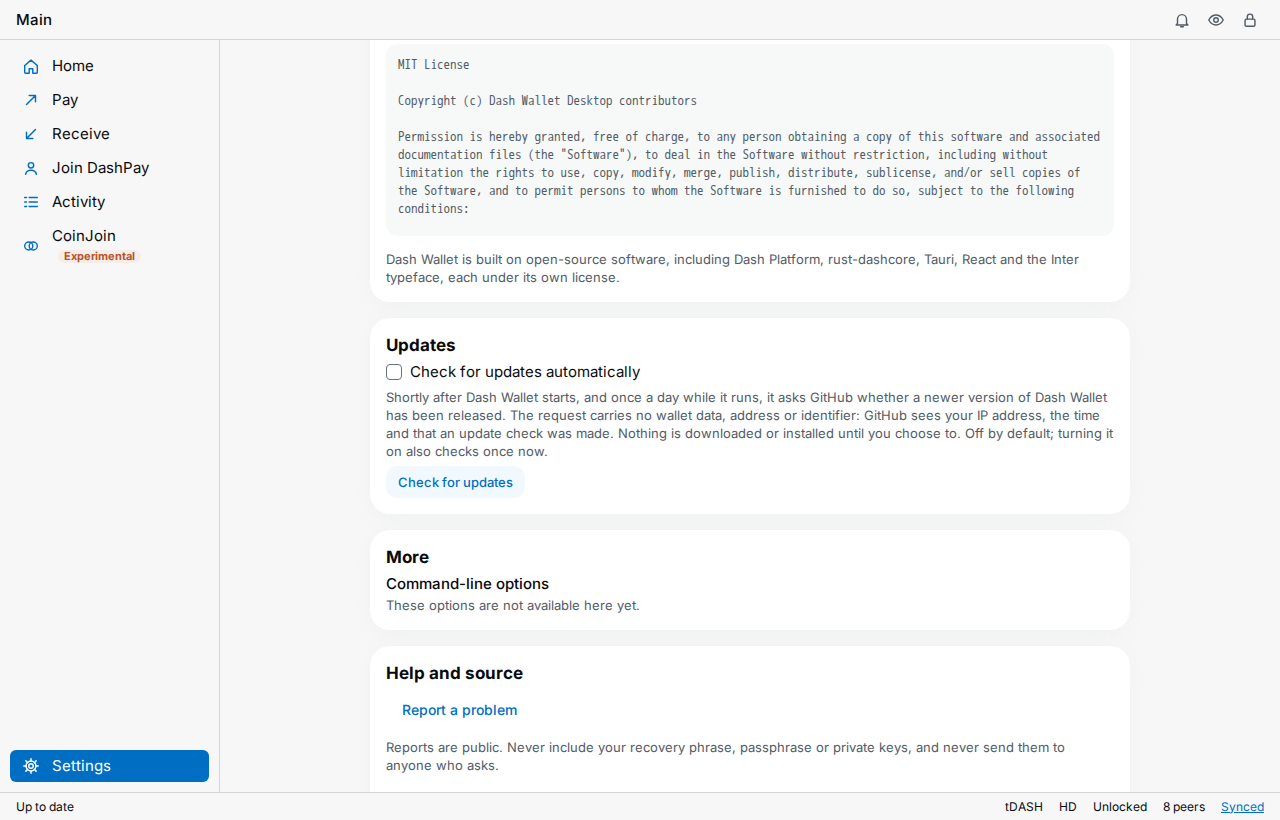 Main
Home
Pay
Receive
Join DashPay
Activity
CoinJoin
Experimental
Settings
MIT License
Copyright (c) Dash Wallet Desktop contributors
Permission is hereby granted, free of charge, to any person obtaining a copy of this software and associated
documentation files (the "Software"), to deal in the Software without restriction, including without
limitation the rights to use, copy, modify, merge, publish, distribute, sublicense, and/or sell copies of
the Software, and to permit persons to whom the Software is furnished to do so, subject to the following
conditions:
Dash Wallet is built on open-source software, including Dash Platform, rust-dashcore, Tauri, React and the Inter
typeface, each under its own license.
Updates
Check for updates automatically
Shortly after Dash Wallet starts, and once a day while it runs, it asks GitHub whether a newer version of Dash Wallet
has been released. The request carries no wallet data, address or identifier: GitHub sees your IP address, the time
and that an update check was made. Nothing is downloaded or installed until you choose to. Off by default; turning it
on also checks once now.
Check for updates
More
Command-line options
These options are not available here yet.
Help and source
Report a problem
Reports are public. Never include your recovery phrase, passphrase or private keys, and never send them to
anyone who asks.
Up to date
tDASH HD Unlocked 8 peers Synced